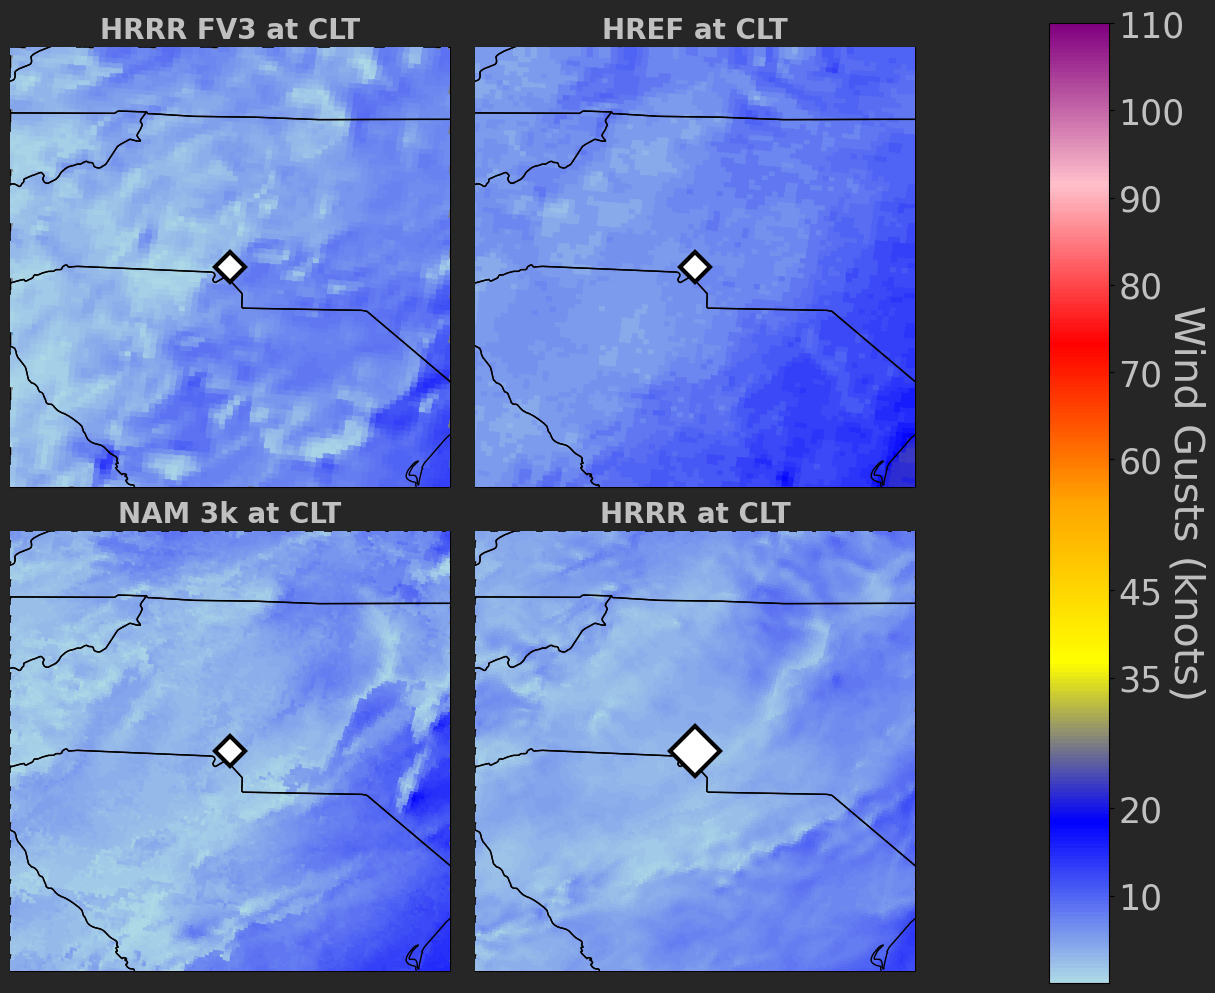 HRRR FV3 at CLT
HREF at CLT
NAM 3k at CLT
HRRR at CLT
110
100
90
80
70
60
45
35
20
10
Wind Gusts (knots)